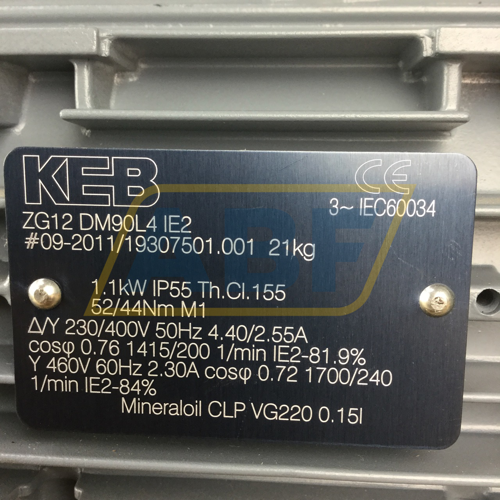 KEB CE
ZG12 DM90L4 IE2 3~ IEC60034
#09-2011/19307501.001 21kg
1.1kW IP55 Th.Cl.155
52/44Nm M1
Δ/Y 230/400V 50Hz 4.40/2.55A
cosφ 0.76 1415/200 1/min IE2-81.9%
Y 460V 60Hz 2.30A cosφ 0.72 1700/240
1/min IE2-84%
Mineraloil CLP VG220 0.15l
ABF